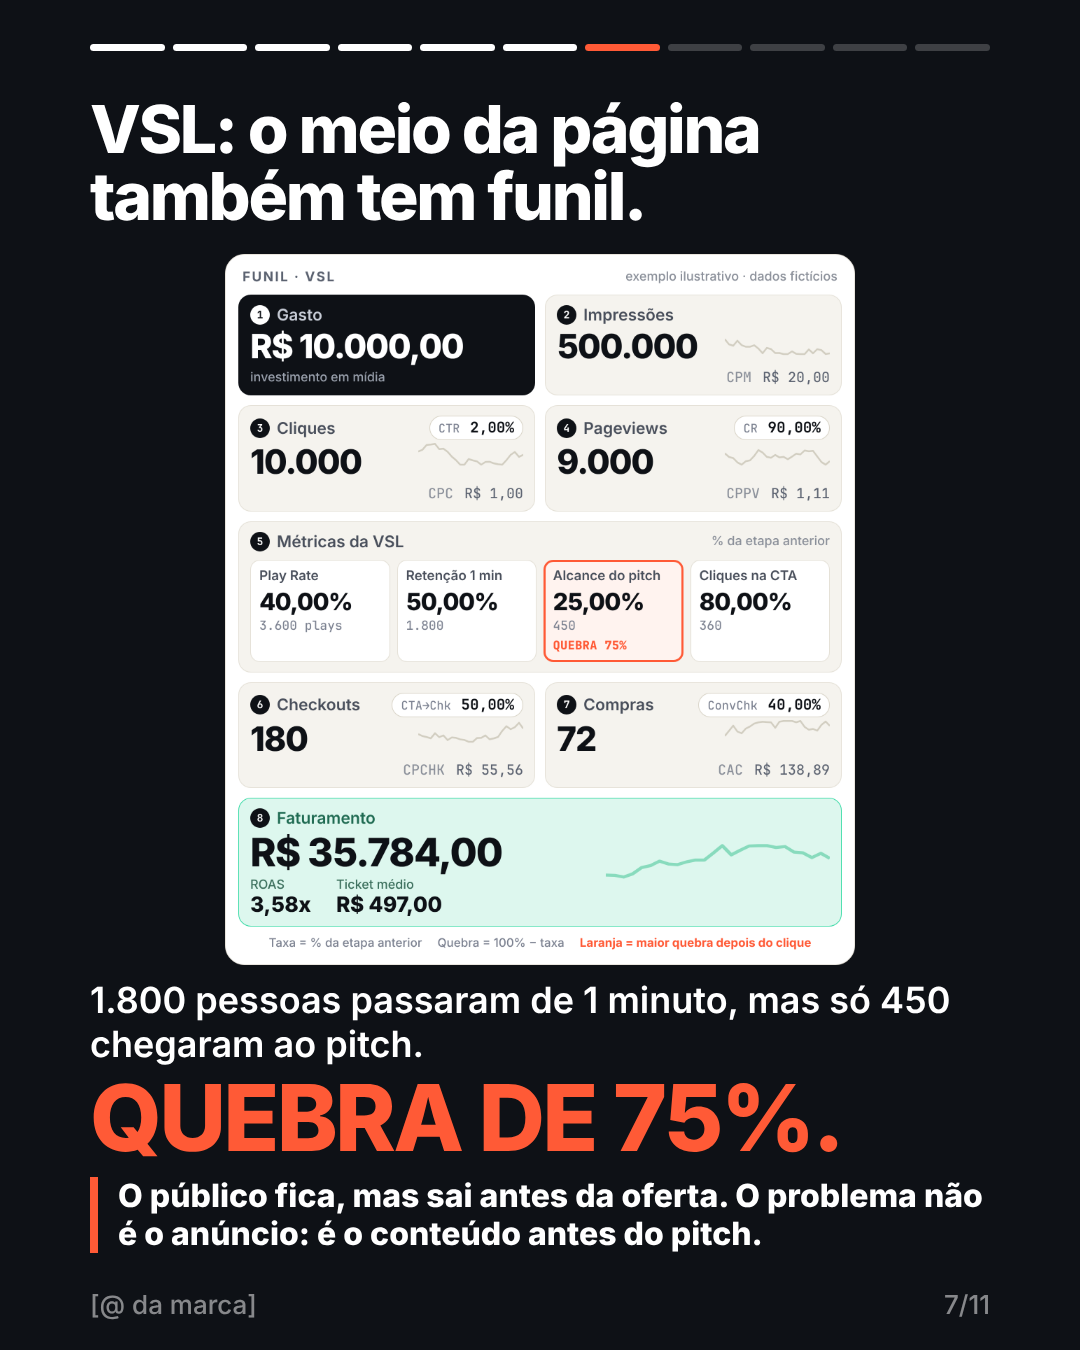 VSL: o meio da página
também tem funil.
FUNIL · VSL
exemplo ilustrativo · dados fictícios
1 Gasto
R$ 10.000,00
investimento em mídia
2 Impressões
500.000
CPM R$ 20,00
3 Cliques
CTR 2,00%
10.000
CPC R$ 1,00
4 Pageviews
CR 90,00%
9.000
CPPV R$ 1,11
5 Métricas da VSL
% da etapa anterior
Play Rate
40,00%
3.600 plays
Retenção 1 min
50,00%
1.800
Alcance do pitch
25,00%
450
QUEBRA 75%
Cliques na CTA
80,00%
360
6 Checkouts
CTA→Chk 50,00%
180
CPCHK R$ 55,56
7 Compras
ConvChk 40,00%
72
CAC R$ 138,89
8 Faturamento
R$ 35.784,00
ROAS
3,58x
Ticket médio
R$ 497,00
Taxa = % da etapa anterior Quebra = 100% − taxa Laranja = maior quebra depois do clique
1.800 pessoas passaram de 1 minuto, mas só 450
chegaram ao pitch.
QUEBRA DE 75%.
O público fica, mas sai antes da oferta. O problema não
é o anúncio: é o conteúdo antes do pitch.
[@ da marca]
7/11